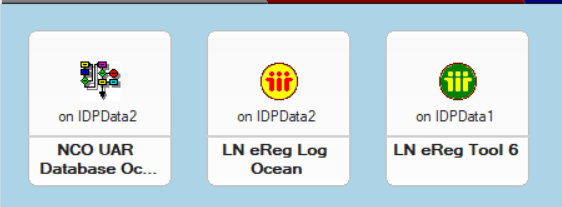 on IDPData2
NCO UAR
Database Oc...
on IDPData2
LN eReg Log
Ocean
on IDPData1
LN eReg Tool 6